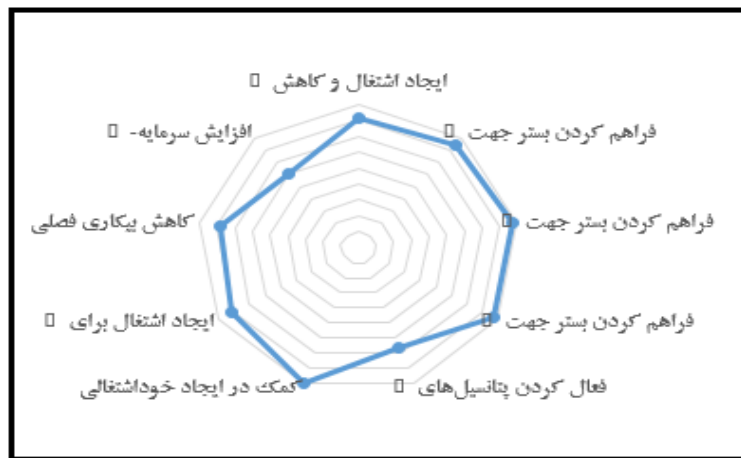 ایجاد اشتغال و کاهش
فراهم کردن بستر جهت
افزایش سرمایه-
فراهم کردن بستر جهت
کاهش بیکاری فصلی
فراهم کردن بستر جهت
ایجاد اشتغال برای
فعال کردن پتانسیل‌های
کمک در ایجاد خوداشتغالی